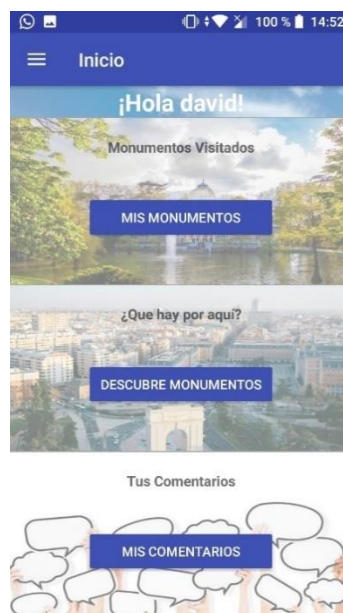 100 % 14:52
Inicio
¡Hola david!
Monumentos Visitados
MIS MONUMENTOS
¿Que hay por aquí?
DESCUBRE MONUMENTOS
Tus Comentarios
MIS COMENTARIOS